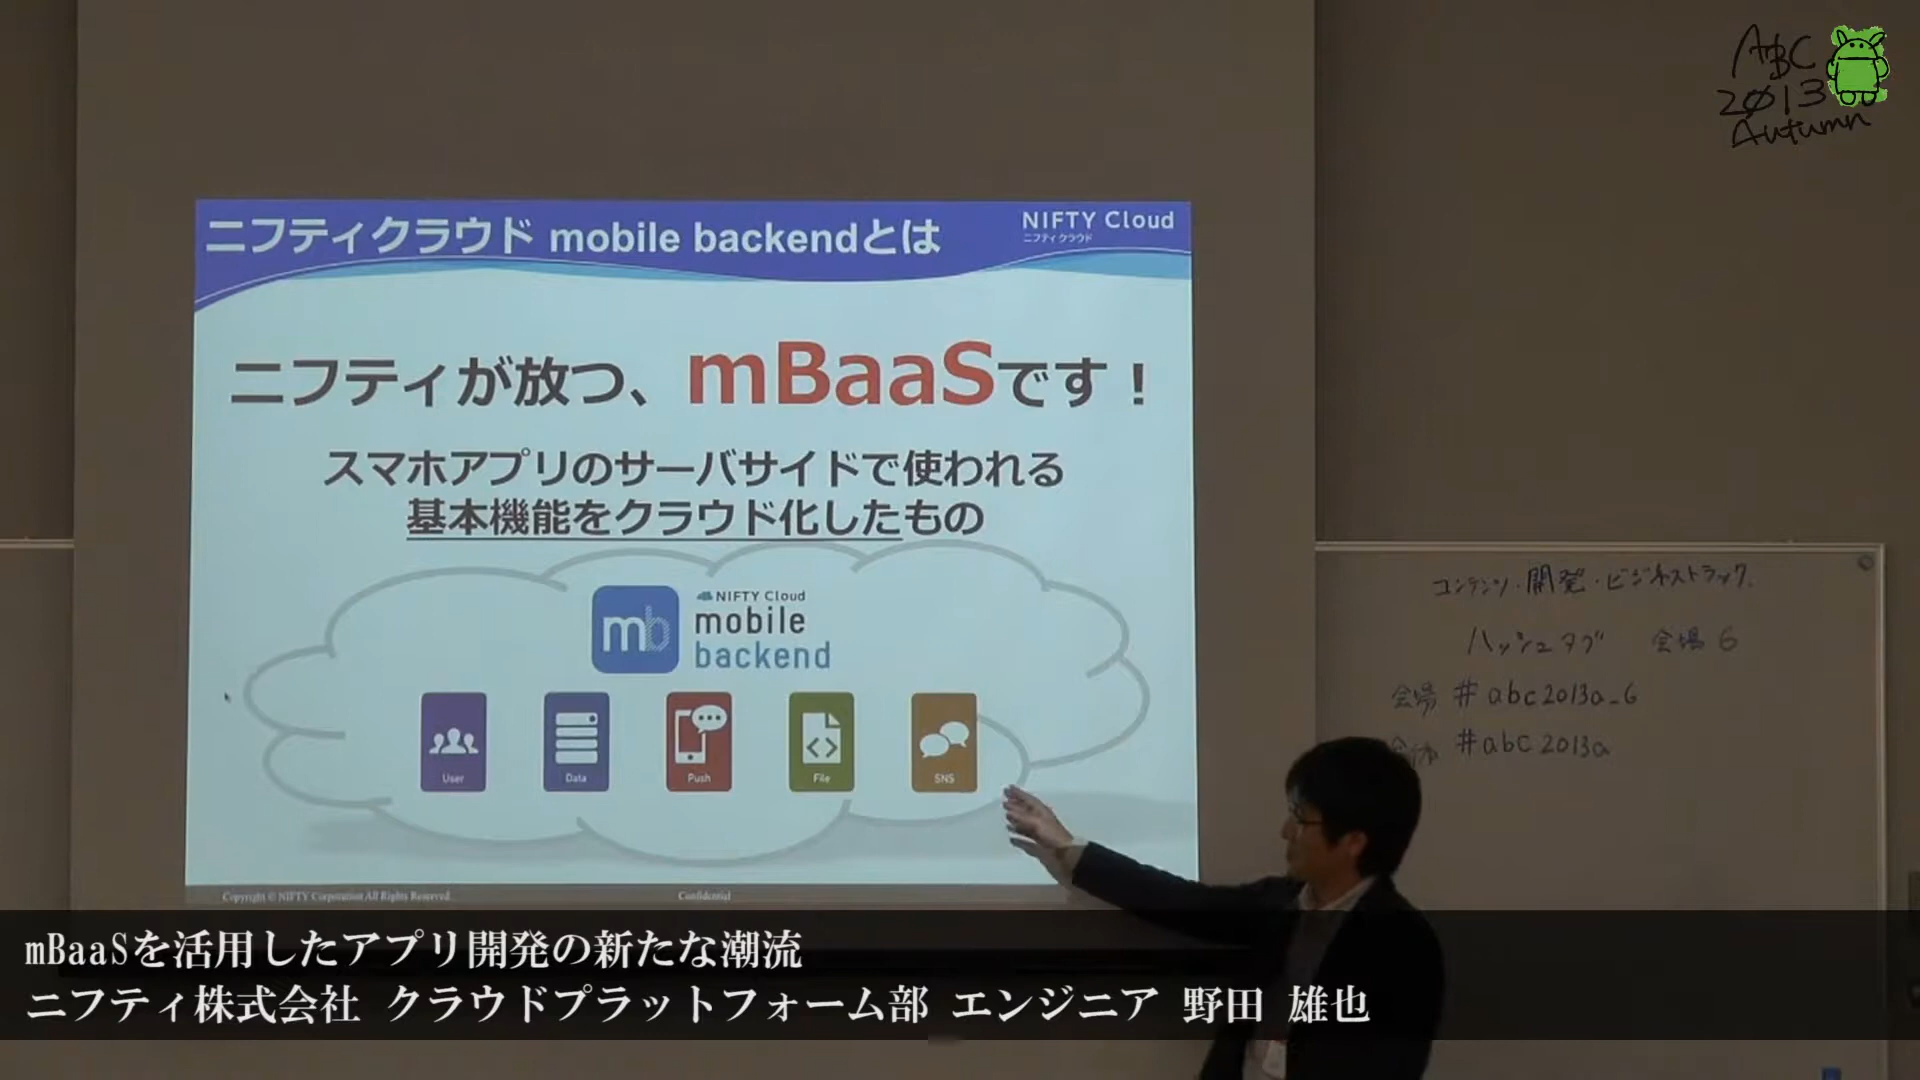 ABC
2013
Autumn
ニフティクラウド mobile backendとは
NIFTY Cloud
ニフティクラウド
ニフティが放つ、mBaaSです！
スマホアプリのサーバサイドで使われる
基本機能をクラウド化したもの
NIFTY Cloud
mb
mobile
backend
User
Data
Push
File
SNS
Copyright © NIFTY Corporation All Rights Reserved.
Confidential
コンテンツ・開発・ビジネストラック.
ハッシュタグ 会場6
会場 #abc2013a_6
#abc2013a
mBaaSを活用したアプリ開発の新たな潮流
ニフティ株式会社 クラウドプラットフォーム部 エンジニア 野田 雄也